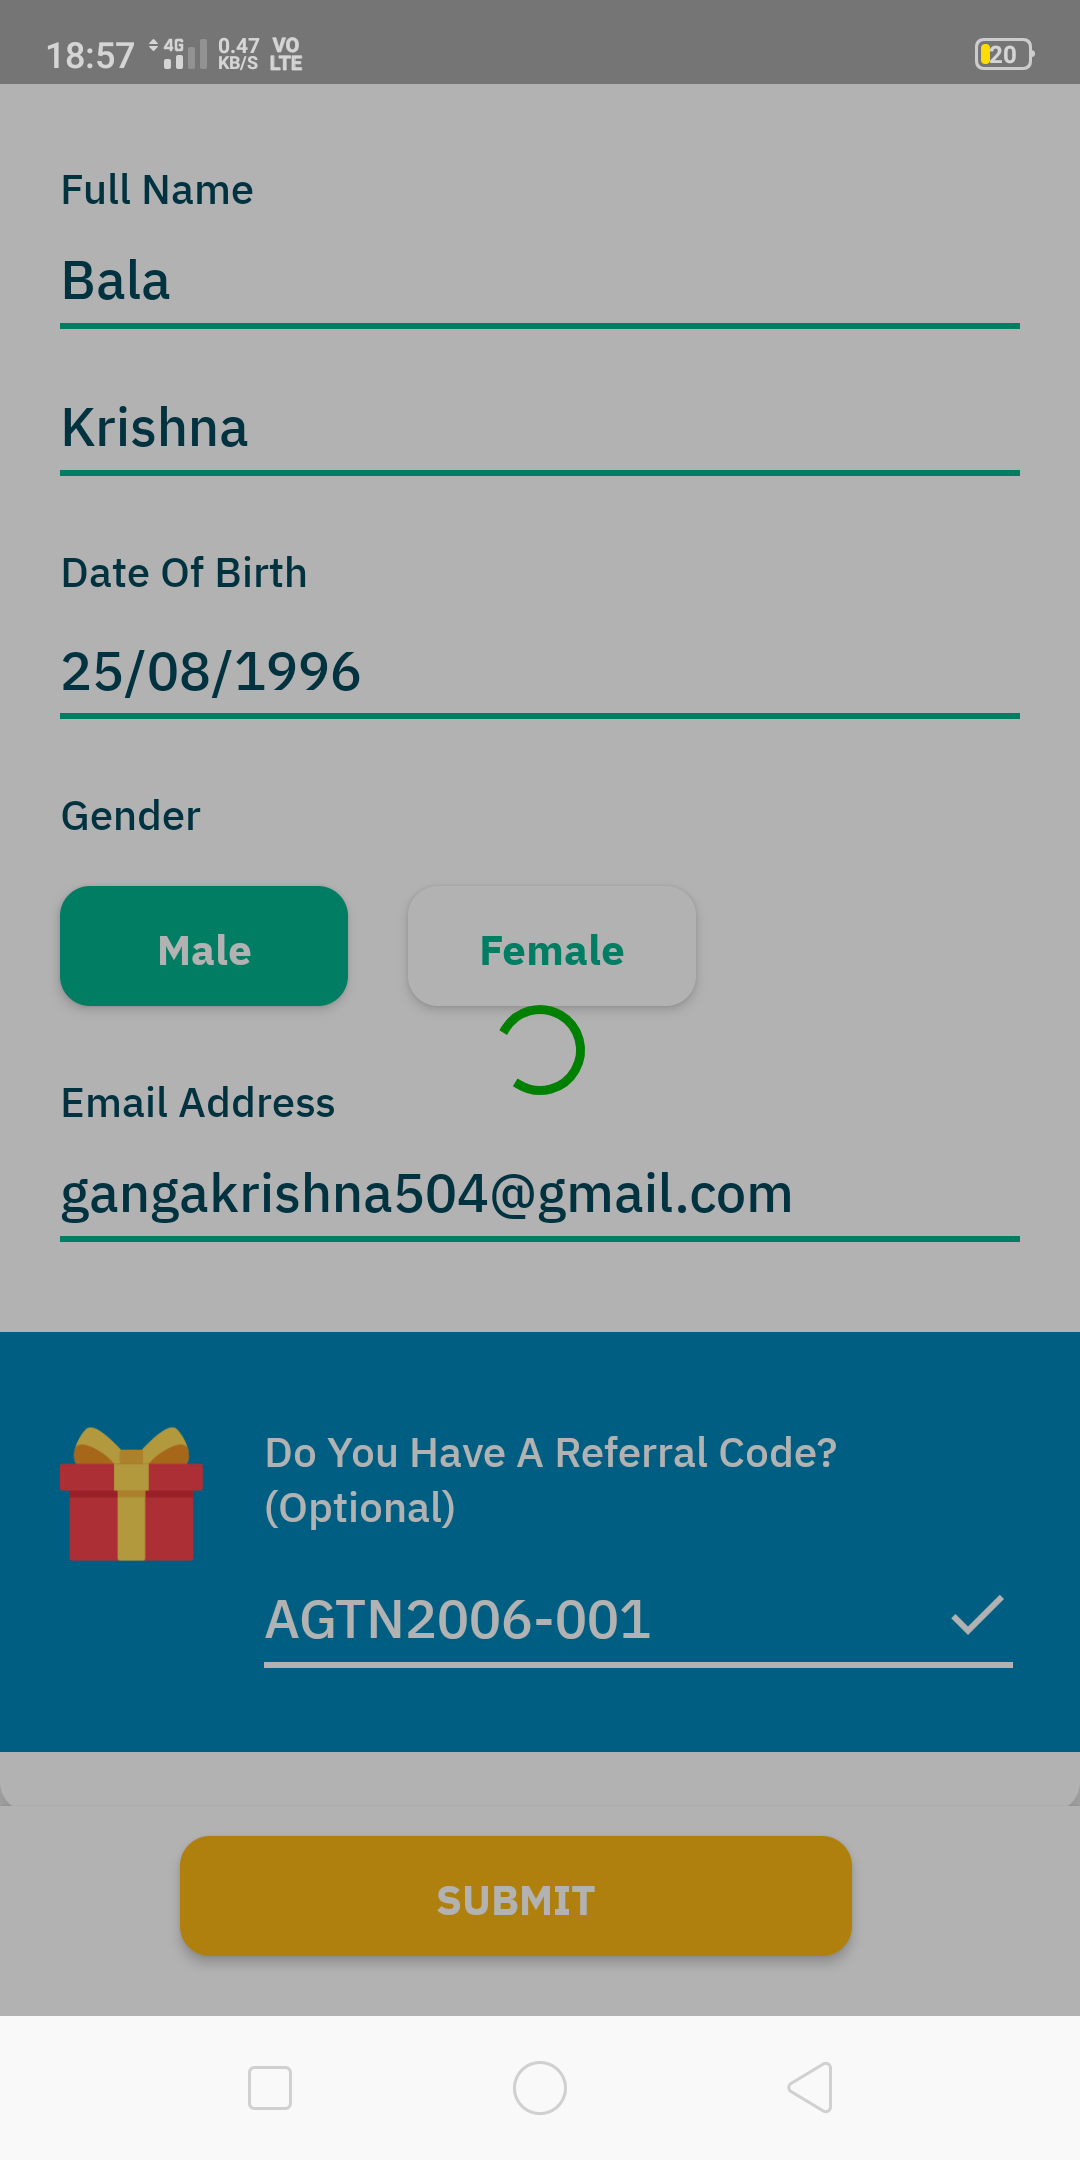 18:57 4G 0.47 KB/S VO LTE 20
Full Name
Bala
Krishna
Date Of Birth
25/08/1996
Gender
Male Female
Email Address
gangakrishna504@gmail.com
Do You Have A Referral Code?
(Optional)
AGTN2006-001
SUBMIT